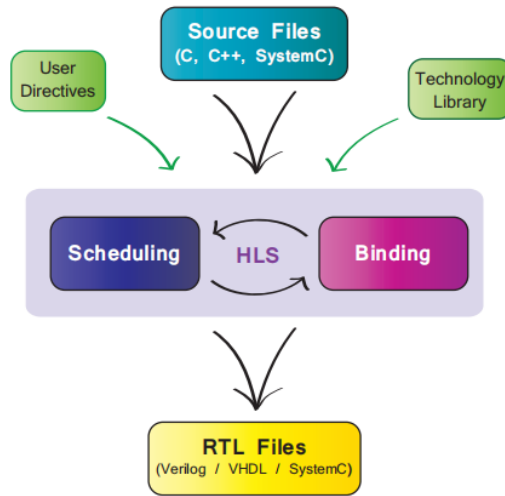 Source Files
(C, C++, SystemC)
User
Directives
Technology
Library
Scheduling
HLS
Binding
RTL Files
(Verilog / VHDL / SystemC)